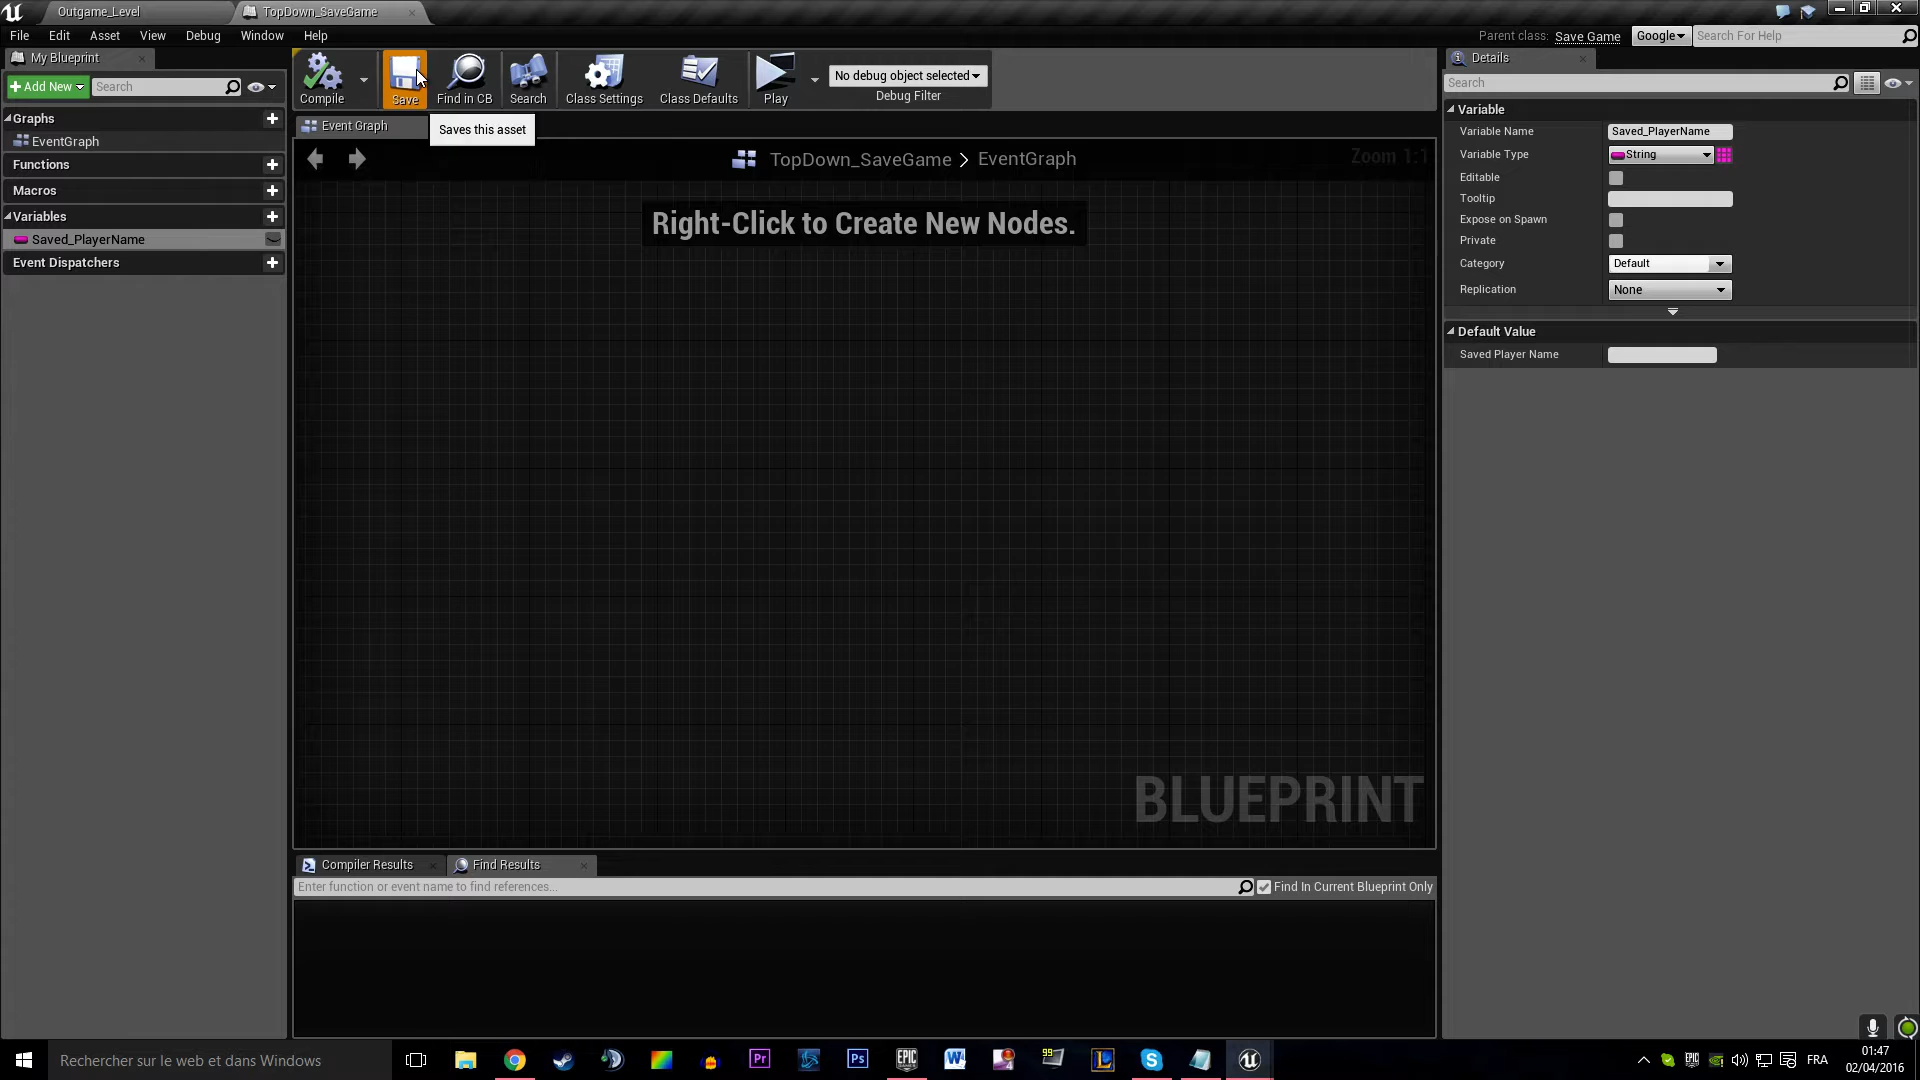 Outgame_Level
TopDown_SaveGame
File Edit Asset View Debug Window Help
Parent class: Save Game Google Search For Help
My Blueprint
Add New Search
Graphs
EventGraph
Functions
Macros
Variables
Saved_PlayerName
Event Dispatchers
Compile
Save
Find in CB
Search
Class Settings
Class Defaults
Play
No debug object selected
Debug Filter
Saves this asset
Event Graph
TopDown_SaveGame > EventGraph
Zoom 1:1
Right-Click to Create New Nodes.
BLUEPRINT
Compiler Results
Find Results
Enter function or event name to find references...
Find In Current Blueprint Only
Details
Search
Variable
Variable Name Saved_PlayerName
Variable Type String
Editable
Tooltip
Expose on Spawn
Private
Category Default
Replication None
Default Value
Saved Player Name
Rechercher sur le web et dans Windows
Pr
Ps
EPIC GAMES
W
99
L
S
EPIC
FRA
01:47
02/04/2016